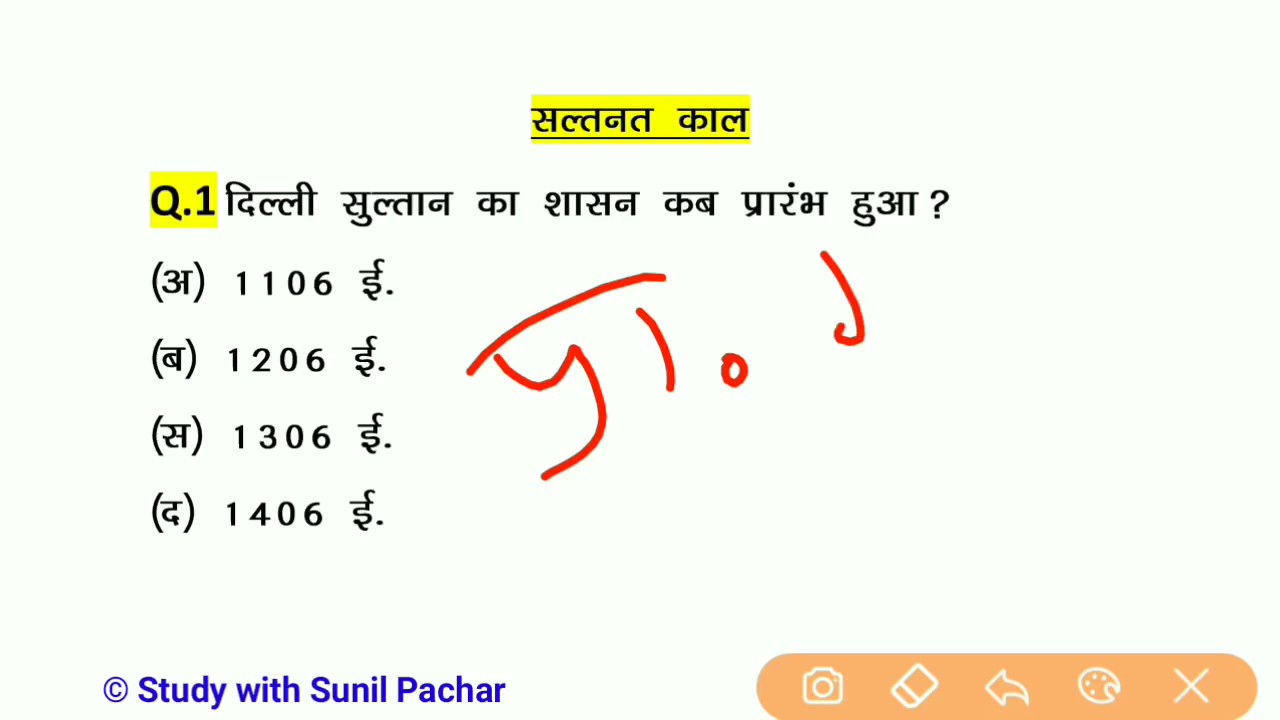 सल्तनत काल
Q.1 दिल्ली सुल्तान का शासन कब प्रारंभ हुआ ?
(अ) 1106 ई.
(ब) 1206 ई.
(स) 1306 ई.
(द) 1406 ई.
© Study with Sunil Pachar